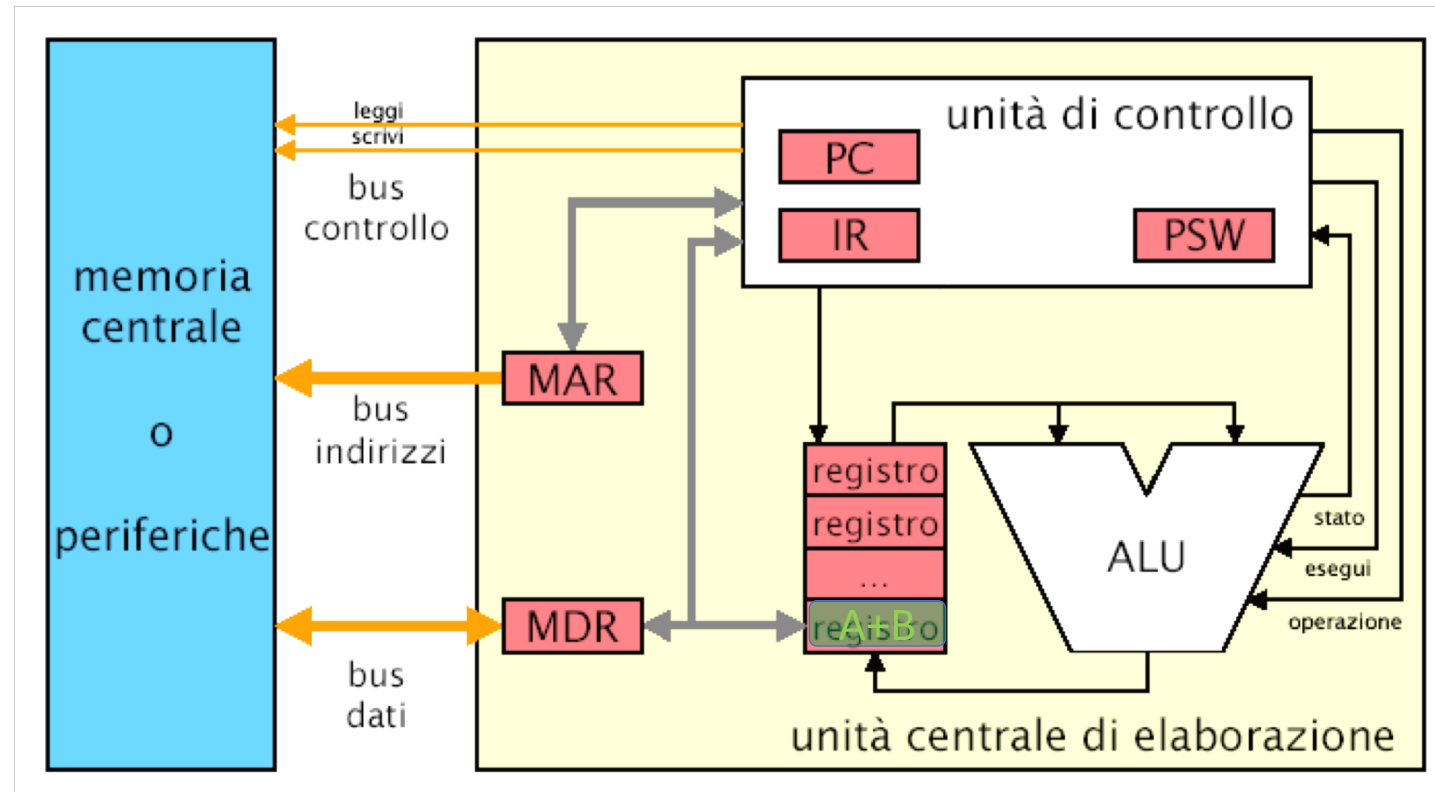 leggi
scrivi
bus
controllo
memoria
centrale
o
periferiche
bus
indirizzi
bus
dati
MAR
MDR
unità di controllo
PC
IR
PSW
registro
registro
...
registro
A+B
ALU
stato
esegui
operazione
unità centrale di elaborazione